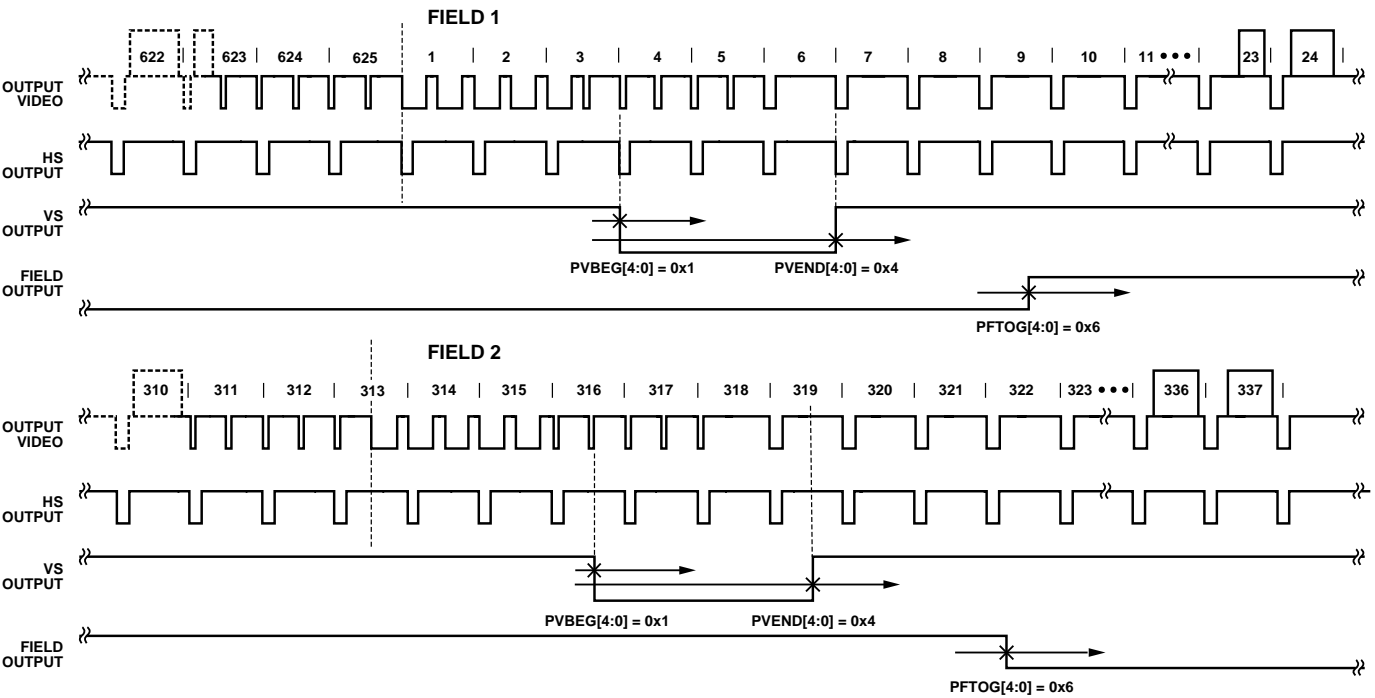 FIELD 1
622 | 623 | 624 | 625 | 1 | 2 | 3 | 4 | 5 | 6 | 7 | 8 | 9 | 10 | 11 ••• | 23 | 24 |
OUTPUT
VIDEO
HS
OUTPUT
VS
OUTPUT
PVBEG[4:0] = 0x1 PVEND[4:0] = 0x4
FIELD
OUTPUT
PFTOG[4:0] = 0x6
FIELD 2
310 | 311 | 312 | 313 | 314 | 315 | 316 | 317 | 318 | 319 | 320 | 321 | 322 | 323 ••• | 336 | 337 |
OUTPUT
VIDEO
HS
OUTPUT
VS
OUTPUT
PVBEG[4:0] = 0x1 PVEND[4:0] = 0x4
FIELD
OUTPUT
PFTOG[4:0] = 0x6